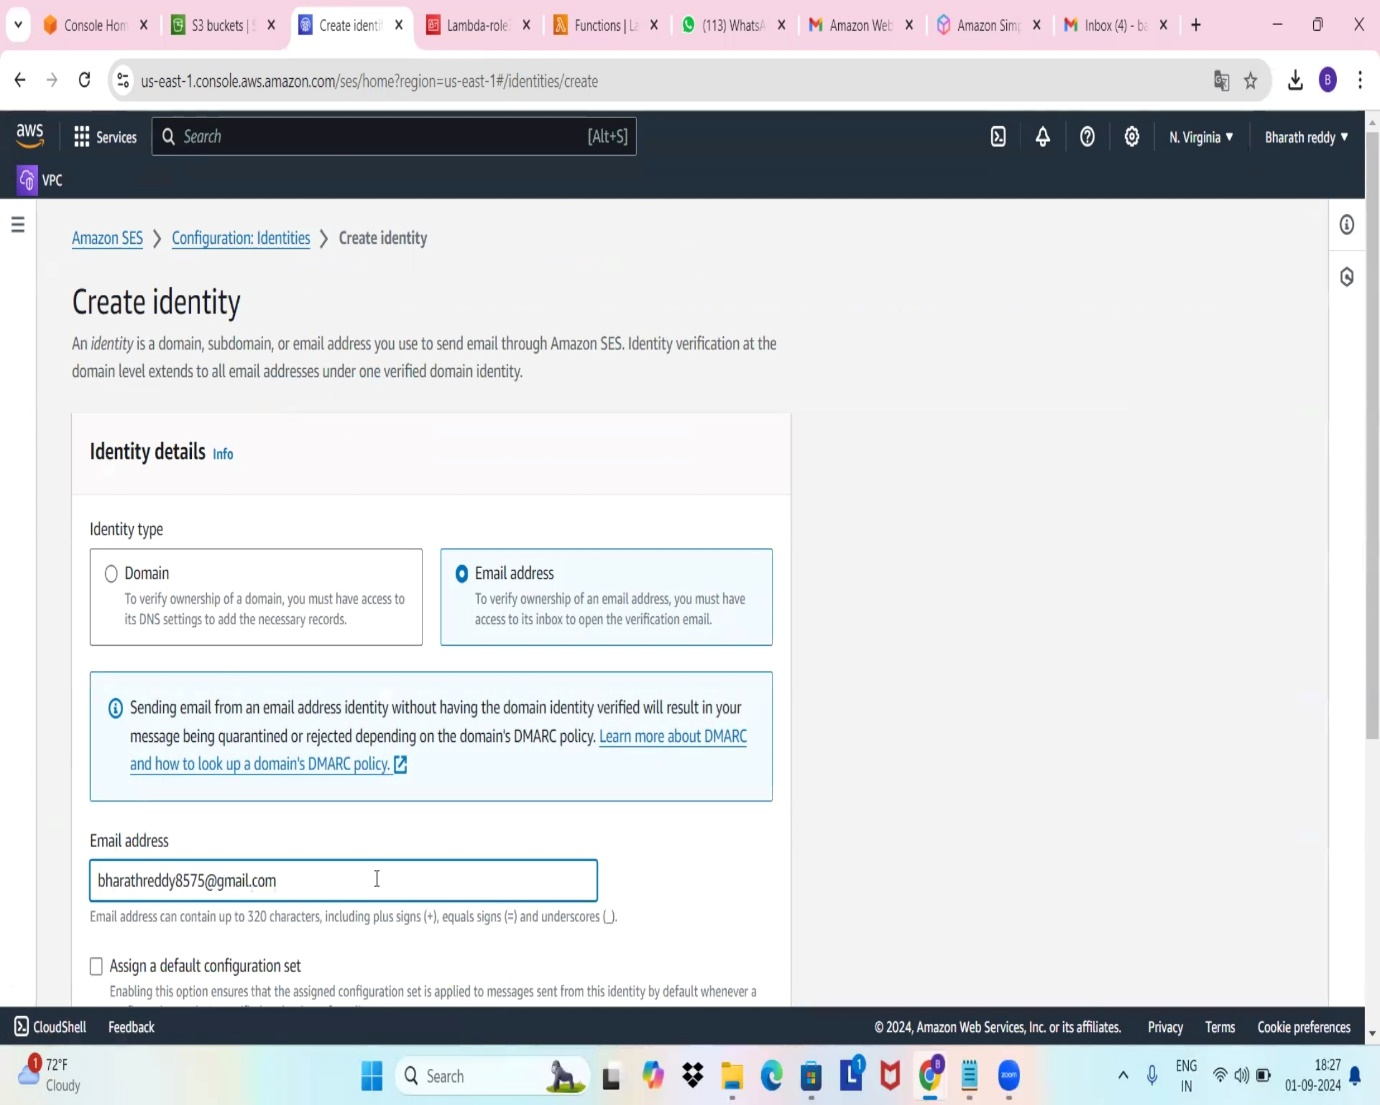 Console Hom
S3 buckets | S
Create identi
Lambda-role
Functions | La
(113) WhatsA
Amazon Web
Amazon Simp
Inbox (4) - ba
us-east-1.console.aws.amazon.com/ses/home?region=us-east-1#/identities/create
B
aws
Services
Search
[Alt+S]
N. Virginia
Bharath reddy
VPC
Amazon SES
Configuration: Identities
Create identity
Create identity
An identity is a domain, subdomain, or email address you use to send email through Amazon SES. Identity verification at the
domain level extends to all email addresses under one verified domain identity.
Identity details Info
Identity type
Domain
To verify ownership of a domain, you must have access to
its DNS settings to add the necessary records.
Email address
To verify ownership of an email address, you must have
access to its inbox to open the verification email.
Sending email from an email address identity without having the domain identity verified will result in your
message being quarantined or rejected depending on the domain's DMARC policy. Learn more about DMARC
and how to look up a domain's DMARC policy.
Email address
bharathreddy8575@gmail.com
Email address can contain up to 320 characters, including plus signs (+), equals signs (=) and underscores (_).
Assign a default configuration set
Enabling this option ensures that the assigned configuration set is applied to messages sent from this identity by default whenever a
CloudShell
Feedback
© 2024, Amazon Web Services, Inc. or its affiliates.
Privacy
Terms
Cookie preferences
1
72°F
Cloudy
Search
1
B
zoom
ENG
IN
18:27
01-09-2024